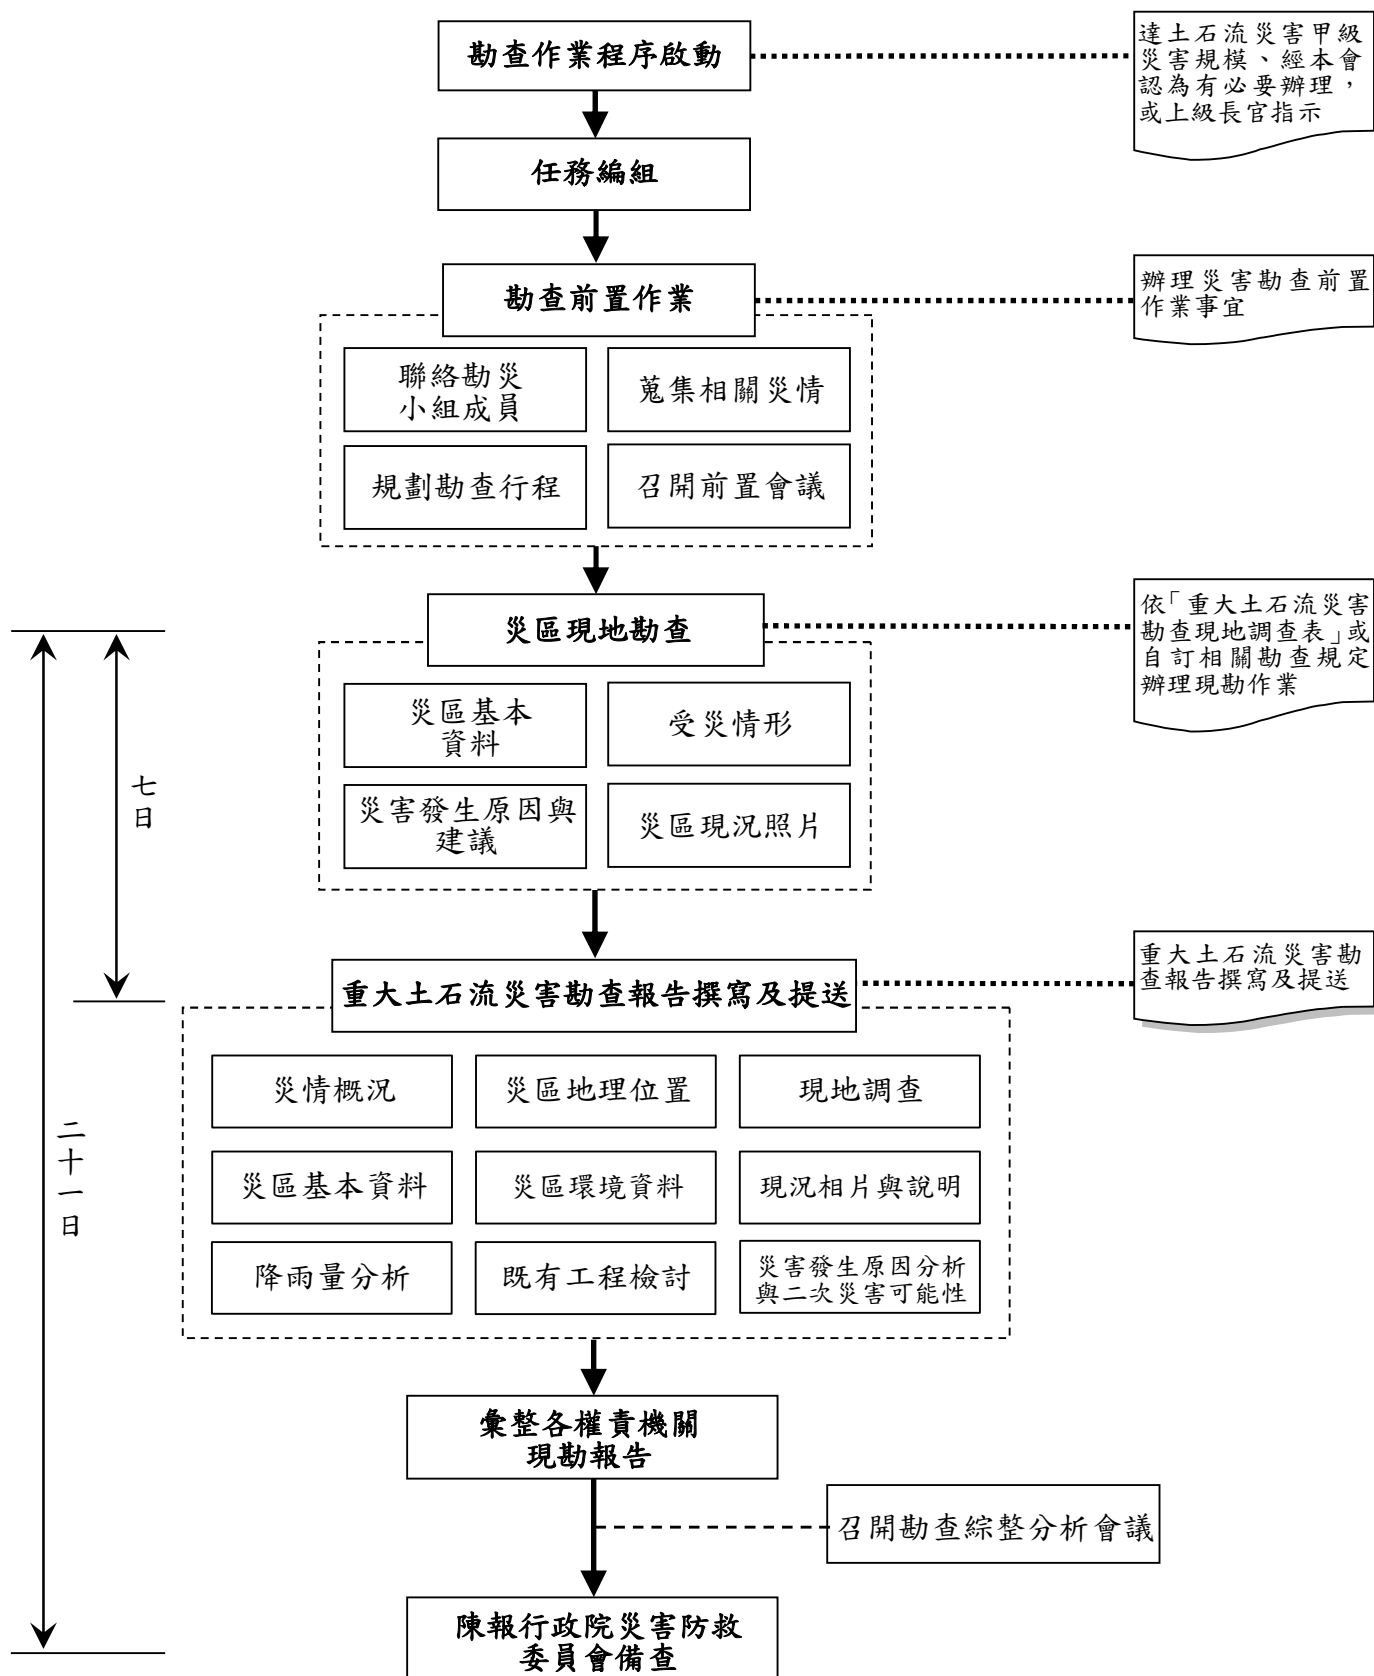 勘查作業程序啟動
達土石流災害甲級
災害規模、經本會
認為有必要辦理，
或上級長官指示
任務編組
勘查前置作業
辦理災害勘查前置
作業事宜
聯絡勘災
小組成員
蒐集相關災情
規劃勘查行程
召開前置會議
災區現地勘查
依「重大土石流災害
勘查現地調查表」或
自訂相關勘查規定
辦理現勘作業
災區基本
資料
受災情形
災害發生原因與
建議
災區現況照片
七
日
重大土石流災害勘查報告撰寫及提送
重大土石流災害勘
查報告撰寫及提送
災情概況
災區地理位置
現地調查
災區基本資料
災區環境資料
現況相片與說明
降雨量分析
既有工程檢討
災害發生原因分析
與二次災害可能性
二
十
一
日
彙整各權責機關
現勘報告
召開勘查綜整分析會議
陳報行政院災害防救
委員會備查